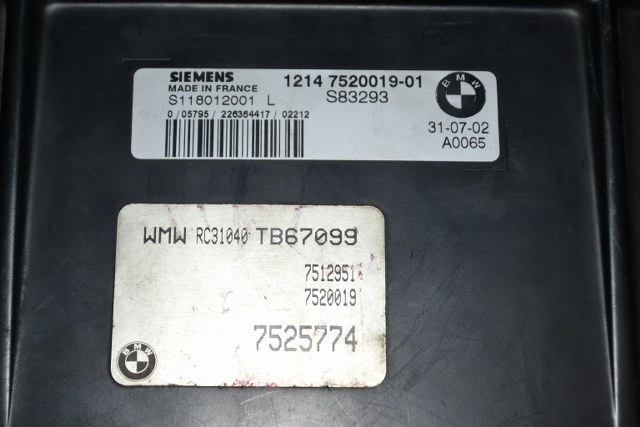 SIEMENS 1214 7520019-01
MADE IN FRANCE
S118012001 L S83293
0 / 05795 / 226364417 / 02212
BMW
31-07-02
A0065
WMW RC31040 TB67099
7512951
7520019
7525774
BMW